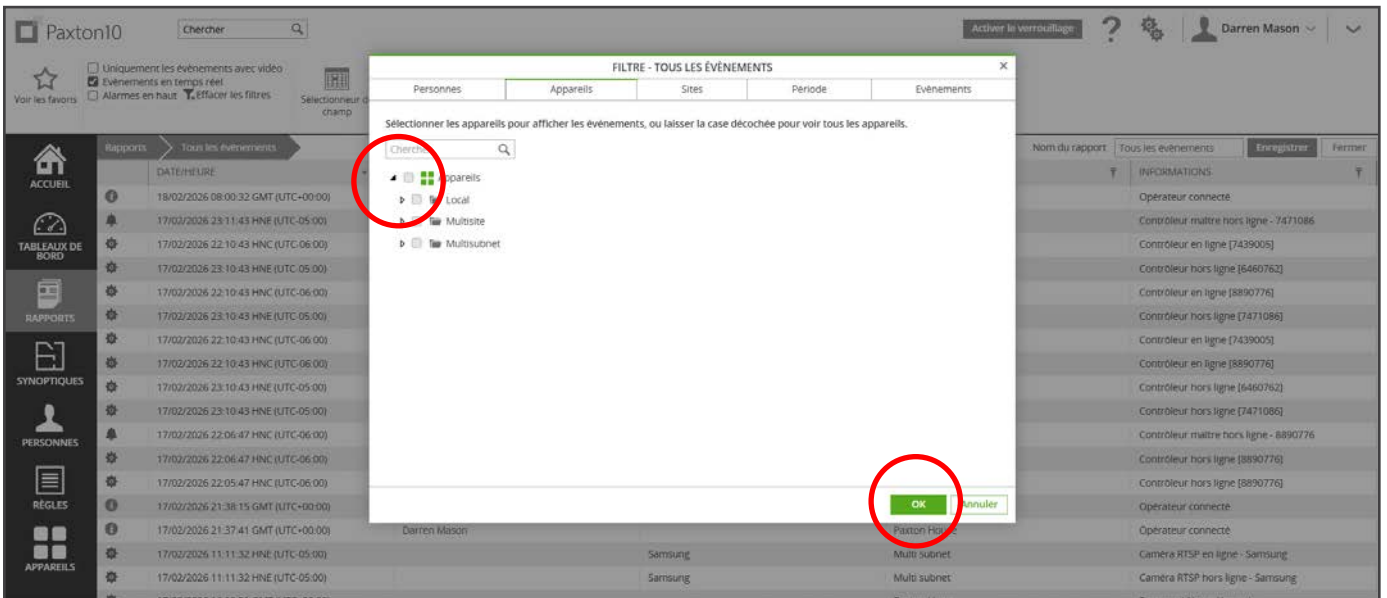 Paxton10
Chercher
Activer le verrouillage
?
Darren Mason
Voir les favoris
Uniquement les évènements avec vidéo
Evènements en temps réel
Alarmes en haut
Effacer les filtres
Sélectionneur d
champ
FILTRE - TOUS LES ÉVÈNEMENTS
×
Personnes
Appareils
Sites
Période
Evènements
Sélectionner les appareils pour afficher les évènements, ou laisser la case décochée pour voir tous les appareils.
Chercher
Appareils
Local
Multisite
Multisubnet
OK
Annuler
Rapports
Tous les évènements
Nom du rapport
Tous les évènements
Enregistrer
Fermer
DATE/HEURE
INFORMATIONS
18/02/2026 08:00:32 GMT (UTC+00:00)
Opérateur connecté
17/02/2026 23:11:43 HNE (UTC-05:00)
Contrôleur maître hors ligne - 7471086
17/02/2026 22:10:43 HNC (UTC-06:00)
Contrôleur en ligne [7439005]
17/02/2026 23:10:43 HNE (UTC-05:00)
Contrôleur hors ligne [6460762]
17/02/2026 22:10:43 HNC (UTC-06:00)
Contrôleur en ligne [8890776]
17/02/2026 23:10:43 HNE (UTC-05:00)
Contrôleur hors ligne [7471086]
17/02/2026 22:10:43 HNC (UTC-06:00)
Contrôleur en ligne [7439005]
17/02/2026 22:10:43 HNC (UTC-06:00)
Contrôleur en ligne [8890776]
17/02/2026 23:10:43 HNE (UTC-05:00)
Contrôleur hors ligne [6460762]
17/02/2026 23:10:43 HNE (UTC-05:00)
Contrôleur hors ligne [7471086]
17/02/2026 22:06:47 HNC (UTC-06:00)
Contrôleur maître hors ligne - 8890776
17/02/2026 22:06:47 HNC (UTC-06:00)
Contrôleur hors ligne [8890776]
17/02/2026 22:05:47 HNC (UTC-06:00)
Contrôleur hors ligne [8890776]
17/02/2026 21:38:15 GMT (UTC+00:00)
Opérateur connecté
17/02/2026 21:37:41 GMT (UTC+00:00)
Darren Mason
Paxton House
Opérateur connecté
17/02/2026 11:11:32 HNE (UTC-05:00)
Samsung
Multi subnet
Caméra RTSP en ligne - Samsung
17/02/2026 11:11:32 HNE (UTC-05:00)
Samsung
Multi subnet
Caméra RTSP hors ligne - Samsung
ACCUEIL
TABLEAUX DE
BORD
RAPPORTS
SYNOPTIQUES
PERSONNES
RÈGLES
APPAREILS